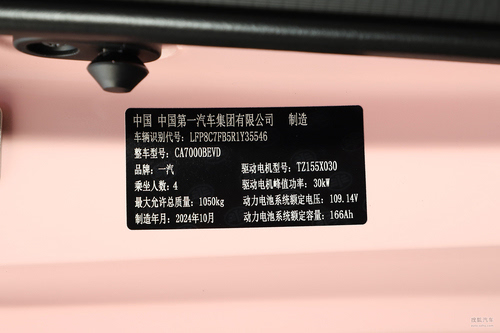 中国 中国第一汽车集团有限公司 制造
车辆识别代号：LFP8C7FB5R1Y35546
整车型号：CA7000BEVD
品牌：一汽 驱动电机型号：TZ155X030
乘坐人数：4 驱动电机峰值功率：30kW
最大允许总质量：1050kg 动力电池系统额定电压：109.14V
制造年月：2024年10月 动力电池系统额定容量：166Ah
搜狐汽车